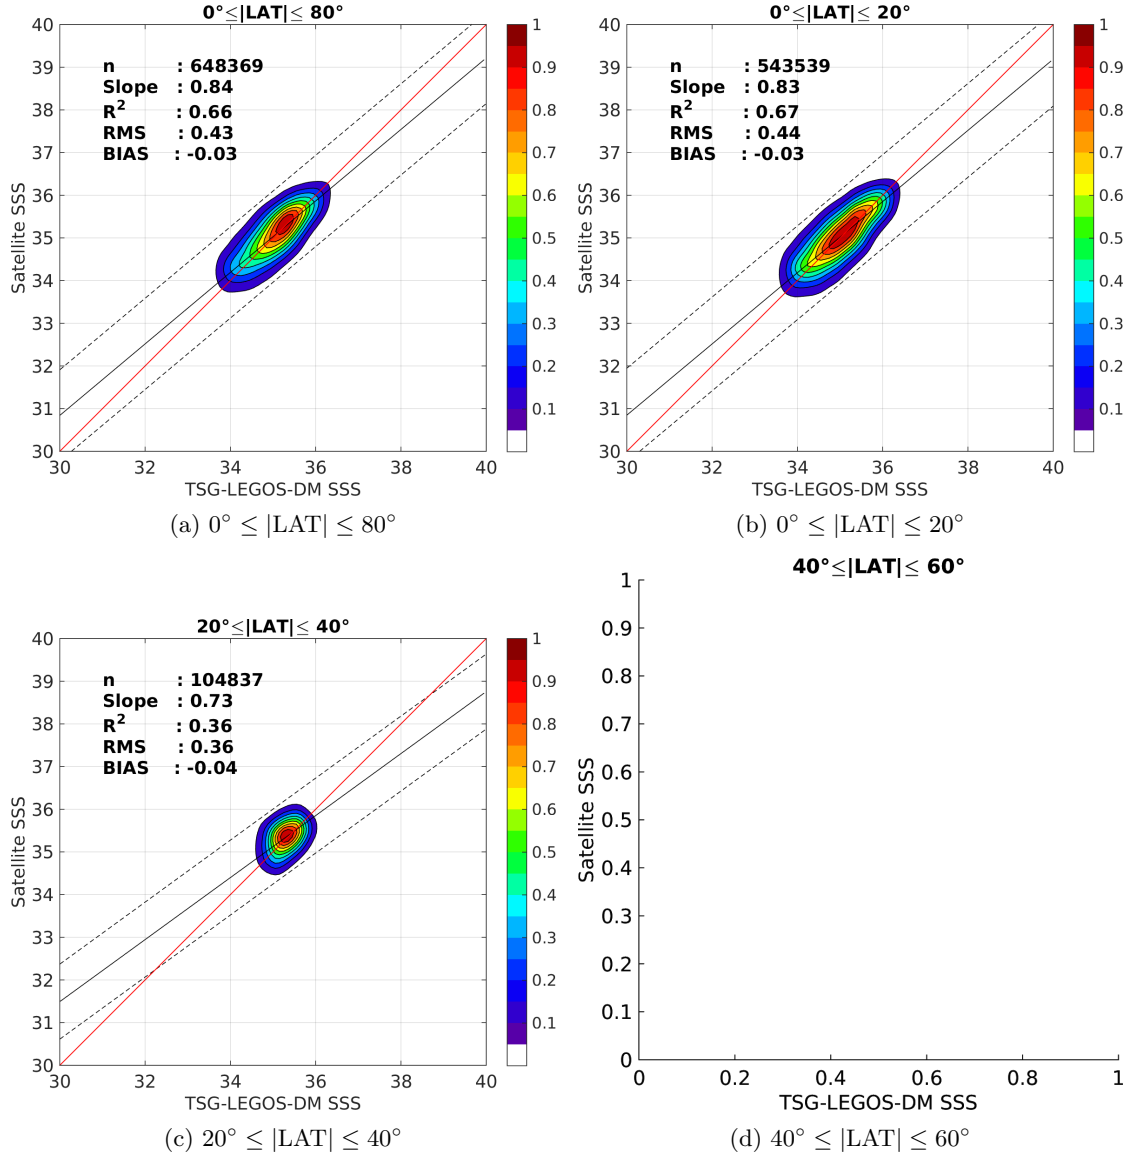 0°≤|LAT|≤ 80°
n : 648369
Slope : 0.84
R² : 0.66
RMS : 0.43
BIAS : -0.03
40
39
38
37
36
35
34
33
32
31
30
30 32 34 36 38 40
Satellite SSS
TSG-LEGOS-DM SSS
1
0.9
0.8
0.7
0.6
0.5
0.4
0.3
0.2
0.1
(a) 0° ≤ |LAT| ≤ 80°
0°≤|LAT|≤ 20°
n : 543539
Slope : 0.83
R² : 0.67
RMS : 0.44
BIAS : -0.03
40
39
38
37
36
35
34
33
32
31
30
30 32 34 36 38 40
Satellite SSS
TSG-LEGOS-DM SSS
1
0.9
0.8
0.7
0.6
0.5
0.4
0.3
0.2
0.1
(b) 0° ≤ |LAT| ≤ 20°
20°≤|LAT|≤ 40°
n : 104837
Slope : 0.73
R² : 0.36
RMS : 0.36
BIAS : -0.04
40
39
38
37
36
35
34
33
32
31
30
30 32 34 36 38 40
Satellite SSS
TSG-LEGOS-DM SSS
1
0.9
0.8
0.7
0.6
0.5
0.4
0.3
0.2
0.1
(c) 20° ≤ |LAT| ≤ 40°
40°≤|LAT|≤ 60°
1
0.9
0.8
0.7
0.6
0.5
0.4
0.3
0.2
0.1
0
0 0.2 0.4 0.6 0.8 1
Satellite SSS
TSG-LEGOS-DM SSS
(d) 40° ≤ |LAT| ≤ 60°